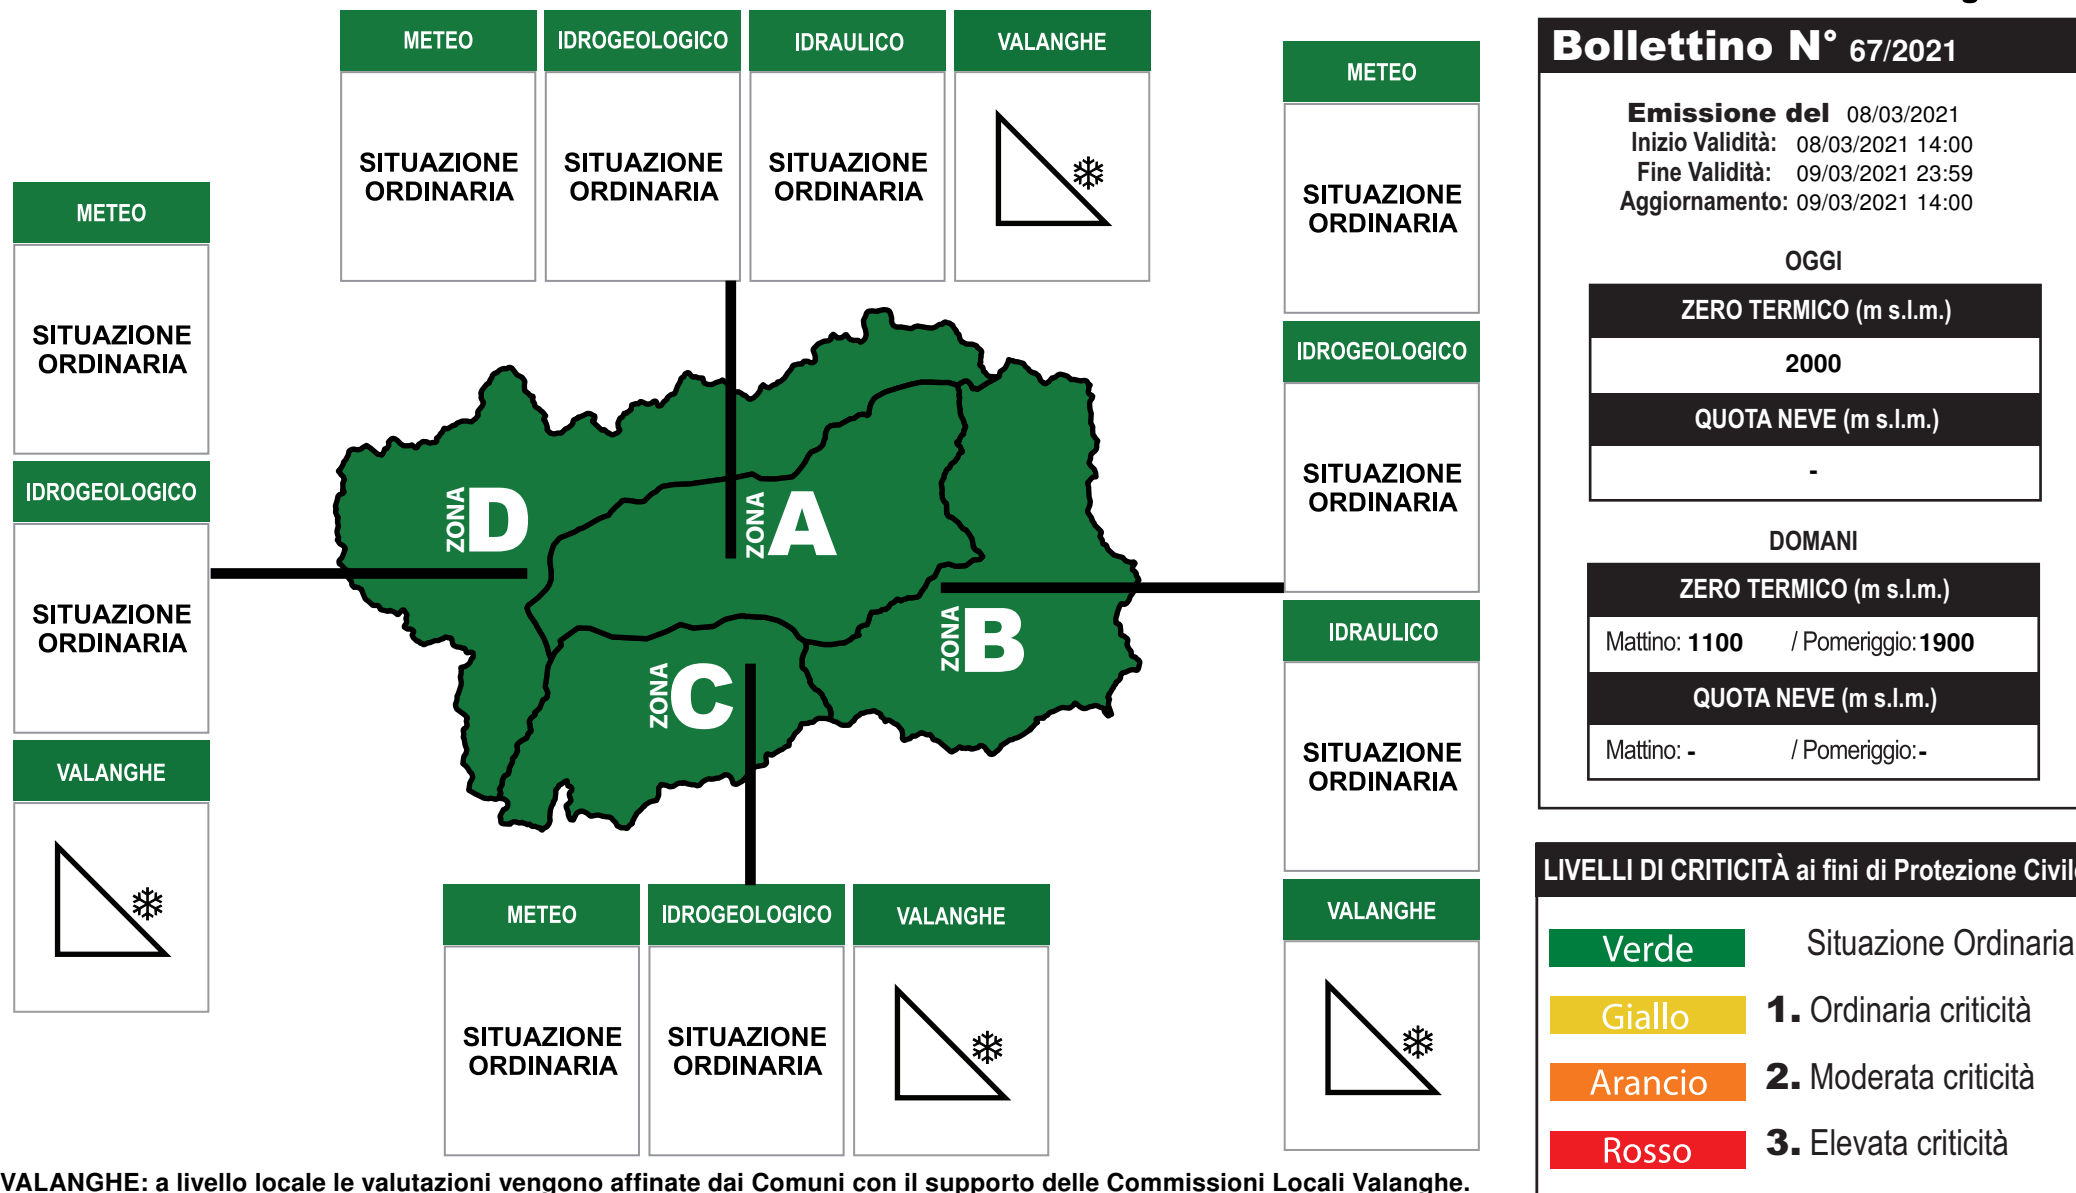 METEO
IDROGEOLOGICO
IDRAULICO
VALANGHE
SITUAZIONE
ORDINARIA
SITUAZIONE
ORDINARIA
SITUAZIONE
ORDINARIA
METEO
SITUAZIONE
ORDINARIA
IDROGEOLOGICO
SITUAZIONE
ORDINARIA
VALANGHE
METEO
SITUAZIONE
ORDINARIA
IDROGEOLOGICO
SITUAZIONE
ORDINARIA
IDRAULICO
SITUAZIONE
ORDINARIA
VALANGHE
ZONA D
ZONA A
ZONA B
ZONA C
METEO
IDROGEOLOGICO
VALANGHE
SITUAZIONE
ORDINARIA
SITUAZIONE
ORDINARIA
VALANGHE: a livello locale le valutazioni vengono affinate dai Comuni con il supporto delle Commissioni Locali Valanghe.
Bollettino N° 67/2021
Emissione del 08/03/2021
Inizio Validità: 08/03/2021 14:00
Fine Validità: 09/03/2021 23:59
Aggiornamento: 09/03/2021 14:00
OGGI
ZERO TERMICO (m s.l.m.)
2000
QUOTA NEVE (m s.l.m.)
-
DOMANI
ZERO TERMICO (m s.l.m.)
Mattino: 1100 / Pomeriggio: 1900
QUOTA NEVE (m s.l.m.)
Mattino: - / Pomeriggio: -
LIVELLI DI CRITICITÀ ai fini di Protezione Civile
Verde Situazione Ordinaria
Giallo 1. Ordinaria criticità
Arancio 2. Moderata criticità
Rosso 3. Elevata criticità